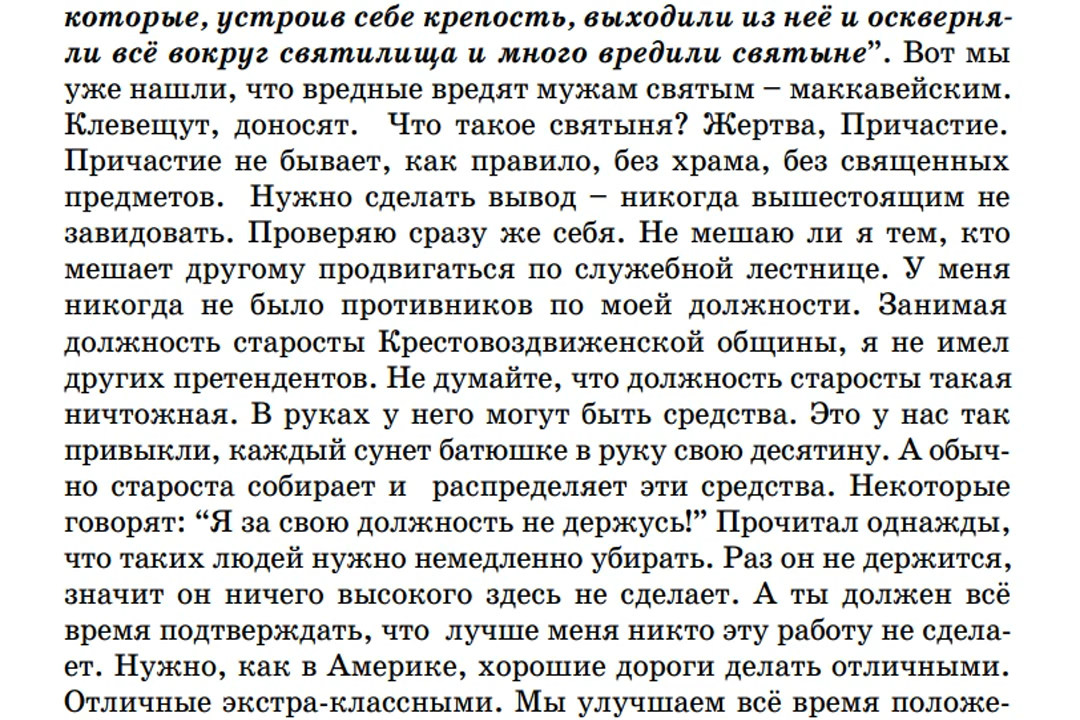 которые, устроив себе крепость, выходили из неё и оскверня-
ли всё вокруг святилища и много вредили святыне”. Вот мы
уже нашли, что вредные вредят мужам святым – маккавейским.
Клевещут, доносят. Что такое святыня? Жертва, Причастие.
Причастие не бывает, как правило, без храма, без священных
предметов. Нужно сделать вывод – никогда вышестоящим не
завидовать. Проверяю сразу же себя. Не мешаю ли я тем, кто
мешает другому продвигаться по служебной лестнице. У меня
никогда не было противников по моей должности. Занимая
должность старосты Крестовоздвиженской общины, я не имел
других претендентов. Не думайте, что должность старосты такая
ничтожная. В руках у него могут быть средства. Это у нас так
привыкли, каждый сунет батюшке в руку свою десятину. А обыч-
но староста собирает и распределяет эти средства. Некоторые
говорят: “Я за свою должность не держусь!” Прочитал однажды,
что таких людей нужно немедленно убирать. Раз он не держится,
значит он ничего высокого здесь не сделает. А ты должен всё
время подтверждать, что лучше меня никто эту работу не сдела-
ет. Нужно, как в Америке, хорошие дороги делать отличными.
Отличные экстра-классными. Мы улучшаем всё время положе-